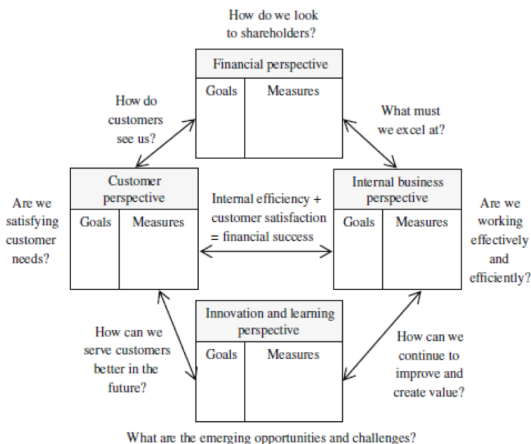 How do we look
to shareholders?
Financial perspective
Goals Measures
How do
customers
see us?
What must
we excel at?
Customer
perspective
Goals Measures
Internal efficiency +
customer satisfaction
= financial success
Internal business
perspective
Goals Measures
Are we
satisfying
customer
needs?
Are we
working
effectively
and
efficiently?
Innovation and learning
perspective
Goals Measures
How can we
serve customers
better in the
future?
How can we
continue to
improve and
create value?
What are the emerging opportunities and challenges?